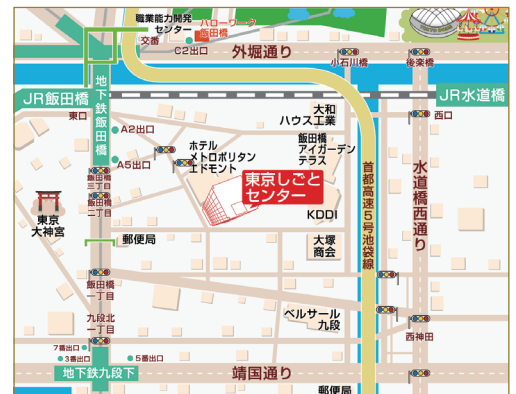 職業能力開発
センター
ハローワーク
飯田橋
交番
C2出口
外堀通り
小石川橋
後楽橋
JR飯田橋
地下鉄飯田橋
JR水道橋
東口
A2出口
大和
ハウス工業
西口
ホテル
メトロポリタン
エドモント
飯田橋
アイガーデン
テラス
A5出口
飯田橋
三丁目
東京しごと
センター
首都高速5号池袋線
水道橋西通り
飯田橋
二丁目
東京
大神宮
KDDI
郵便局
大塚
商会
飯田橋
一丁目
九段北
一丁目
ベルサール
九段
西神田
7番出口
3番出口
5番出口
地下鉄九段下
靖国通り
郵便局